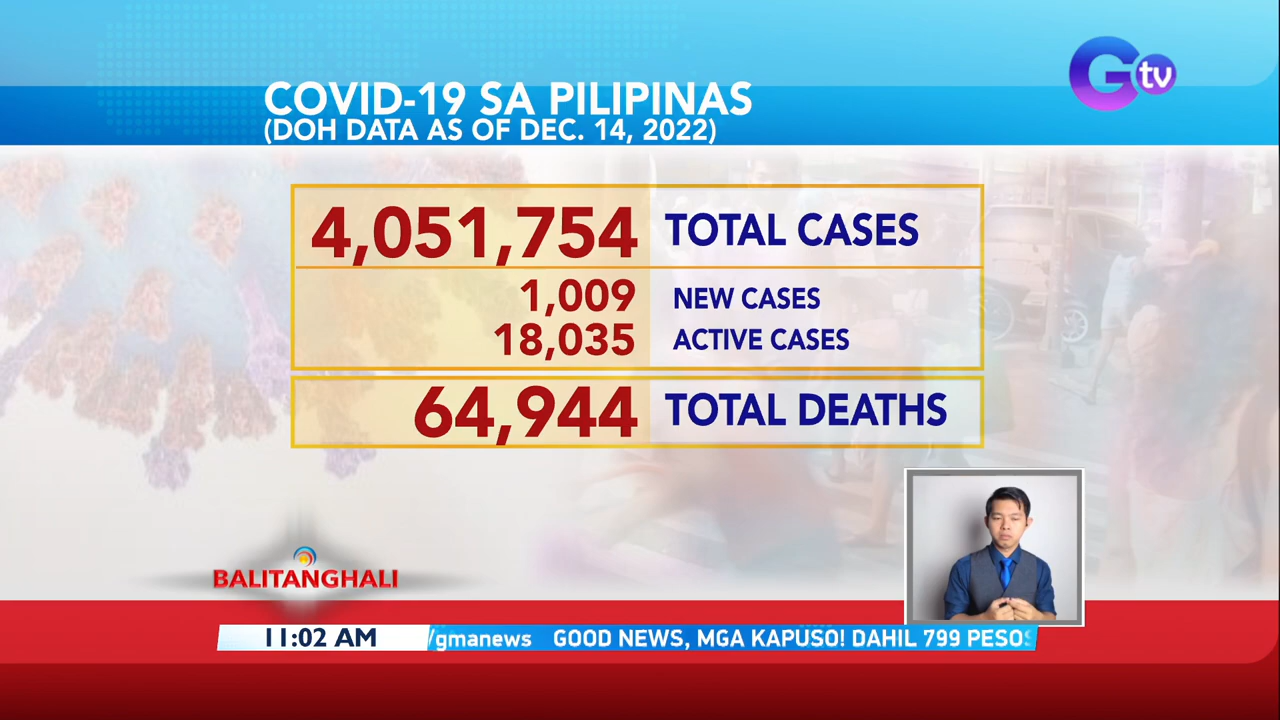 COVID-19 SA PILIPINAS
(DOH DATA AS OF DEC. 14, 2022)
Gtv
4,051,754 TOTAL CASES
1,009 NEW CASES
18,035 ACTIVE CASES
64,944 TOTAL DEATHS
BALITANGHALI
11:02 AM /gmanews GOOD NEWS, MGA KAPUSO! DAHIL 799 PESOS